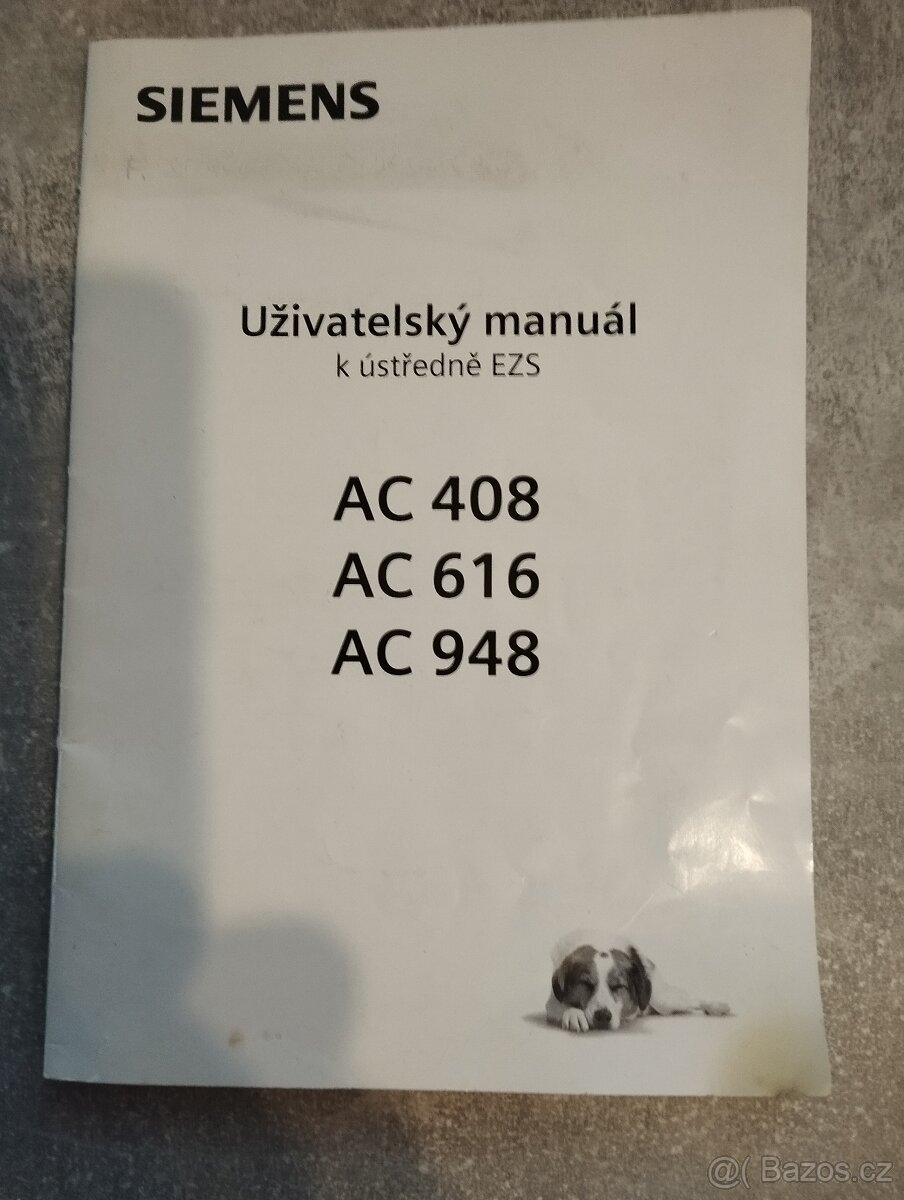 SIEMENS
Uživatelský manuál
k ústředně EZS
AC 408
AC 616
AC 948
@( Bazos.cz